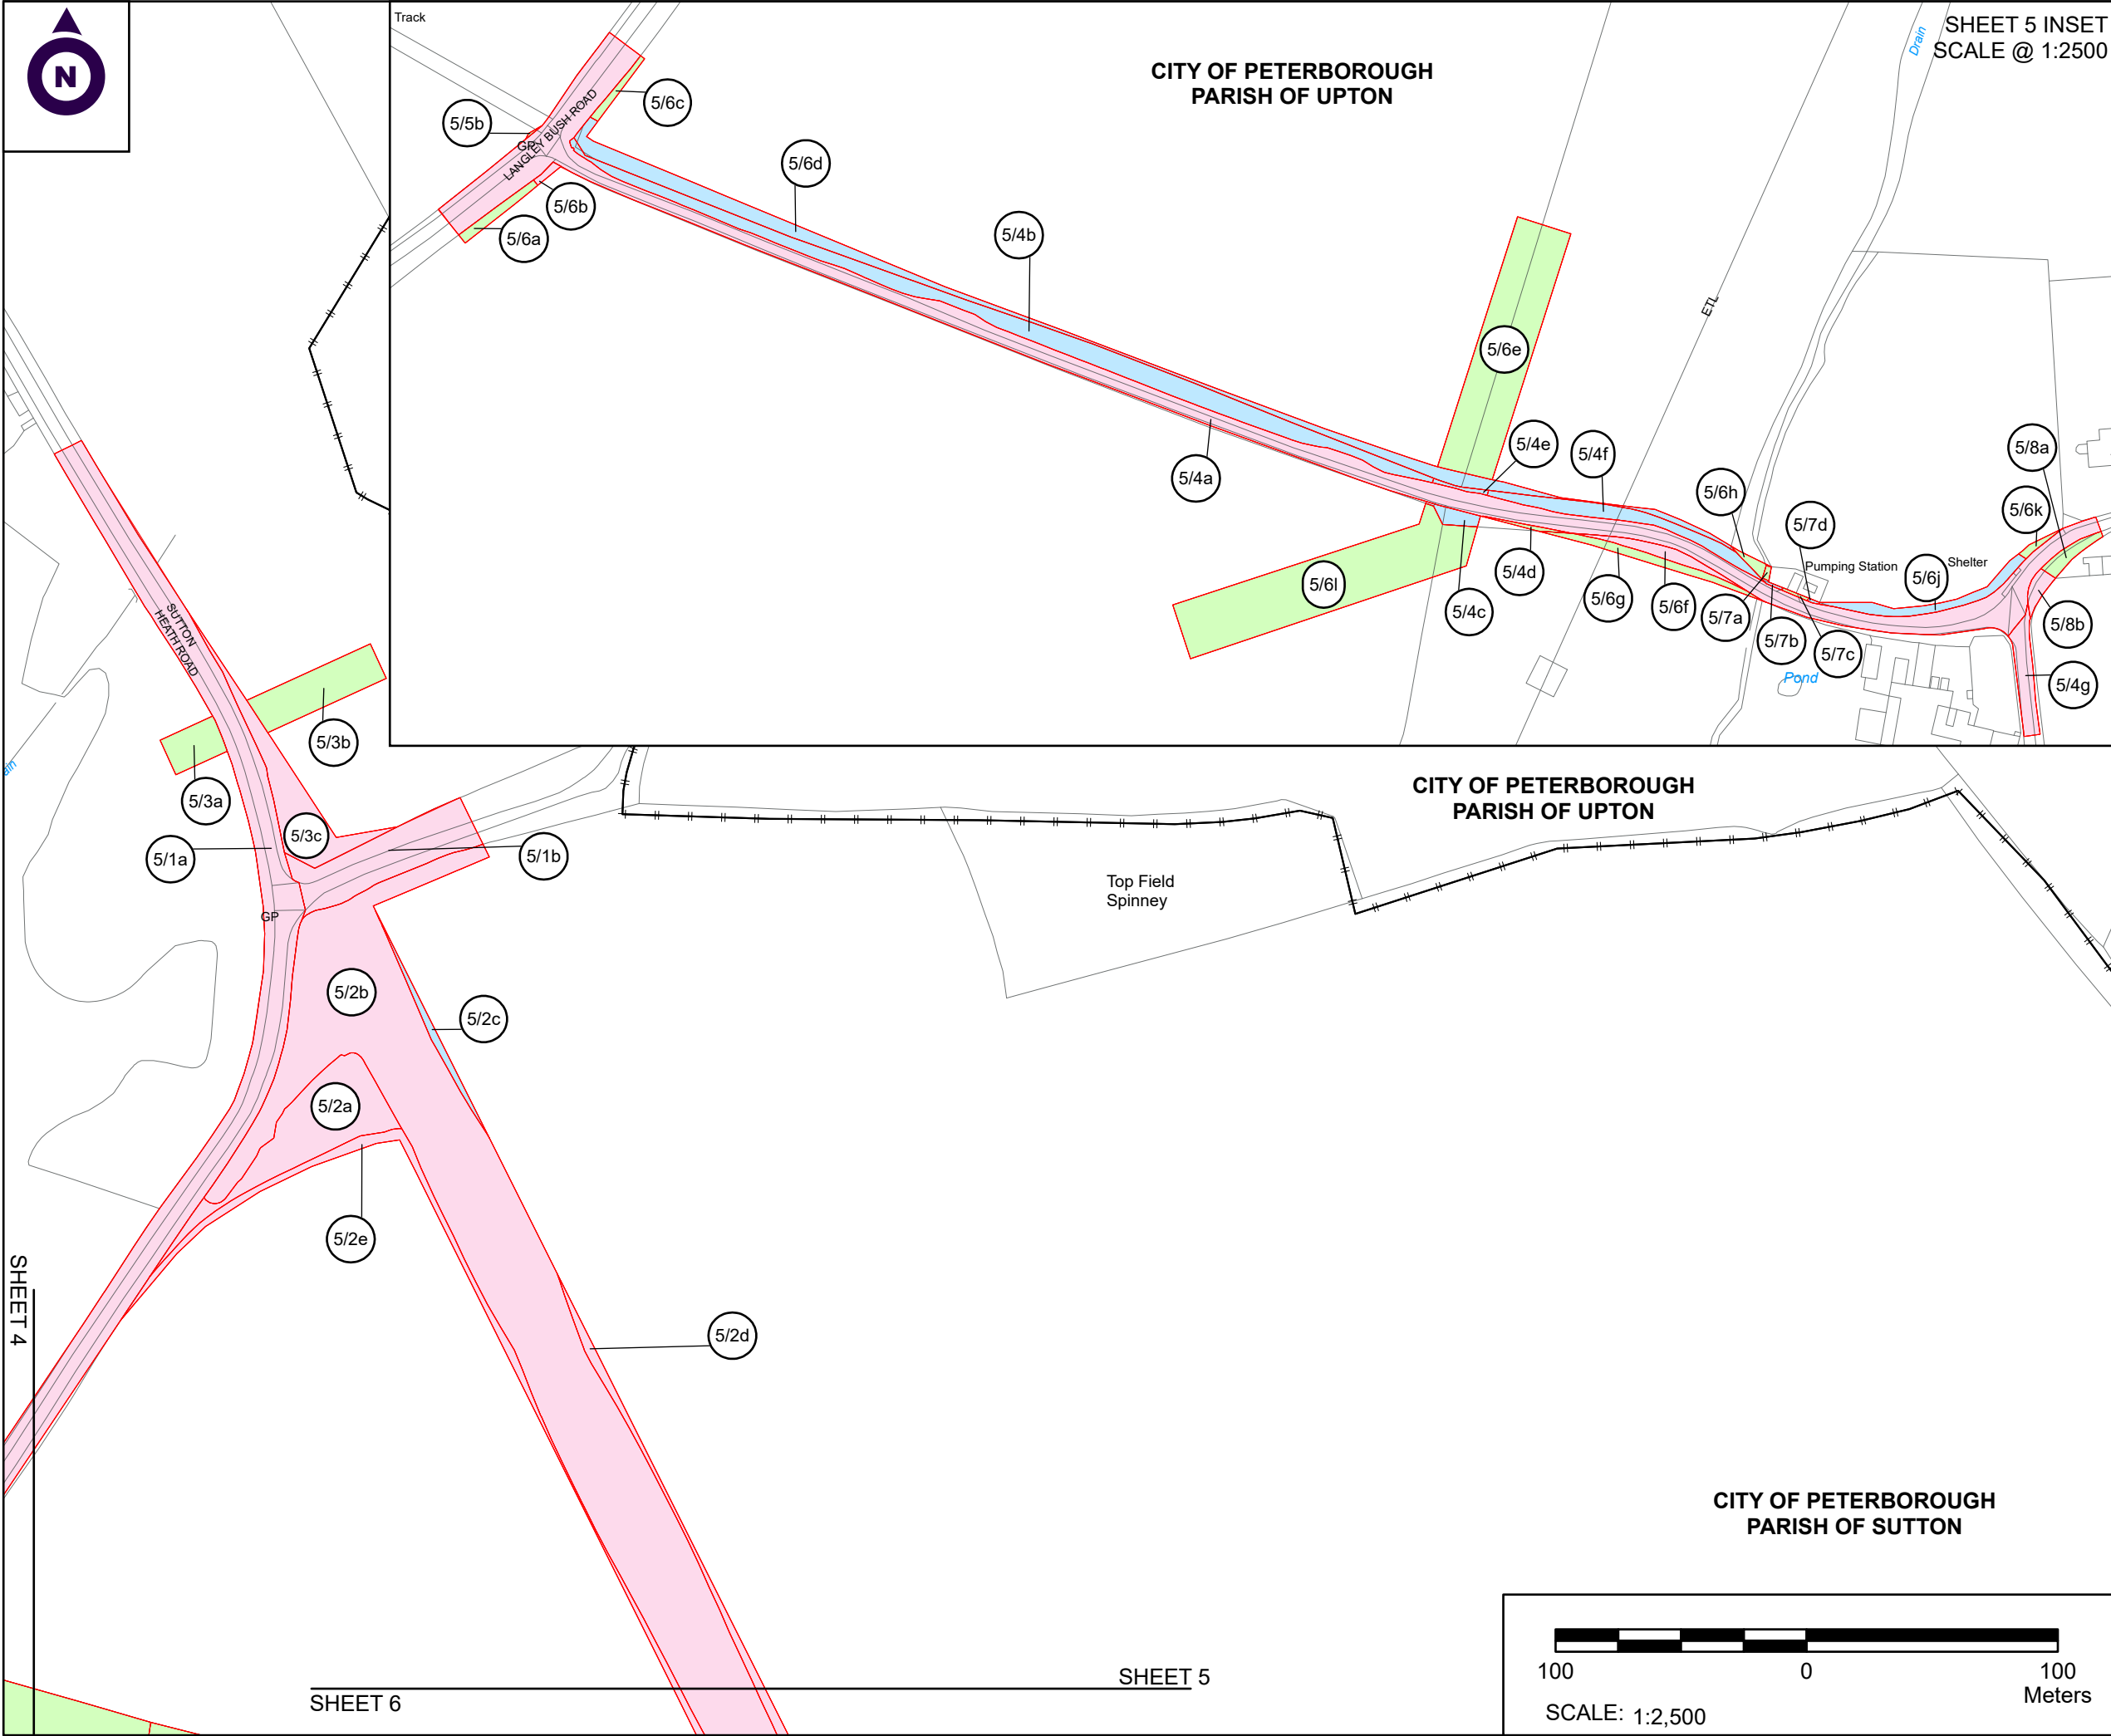 N
Track
SHEET 5 INSET
SCALE @ 1:2500
CITY OF PETERBOROUGH
PARISH OF UPTON
Drain
5/5b
5/6c
GP
LANGLEY BUSH ROAD
5/6d
5/6b
5/6a
5/4b
ETL
5/6e
5/4a
5/4e
5/4f
5/8a
5/6h
5/6k
5/7d
Pumping Station
Shelter
5/6j
5/6l
5/4d
5/4c
5/6g
5/6f
5/7a
5/7b
5/7c
5/8b
Pond
5/4g
SUTTON
HEATH ROAD
5/3b
ain
5/3a
5/3c
5/1a
5/1b
GP
CITY OF PETERBOROUGH
PARISH OF UPTON
Top Field
Spinney
5/2b
5/2c
5/2a
5/2e
SHEET 4
5/2d
CITY OF PETERBOROUGH
PARISH OF SUTTON
SHEET 5
SHEET 6
100 0 100
Meters
SCALE: 1:2,500